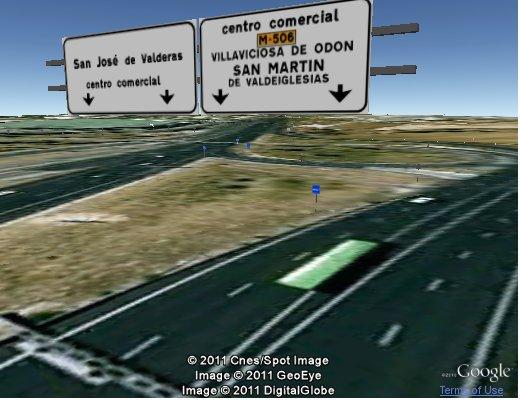 San José de Valderas
centro comercial
centro comercial
M-506
VILLAVICIOSA DE ODON
SAN MARTIN
DE VALDEIGLESIAS
© 2011 Cnes/Spot Image
Image © 2011 GeoEye
Image © 2011 DigitalGlobe
©2011 Google
Terms of Use